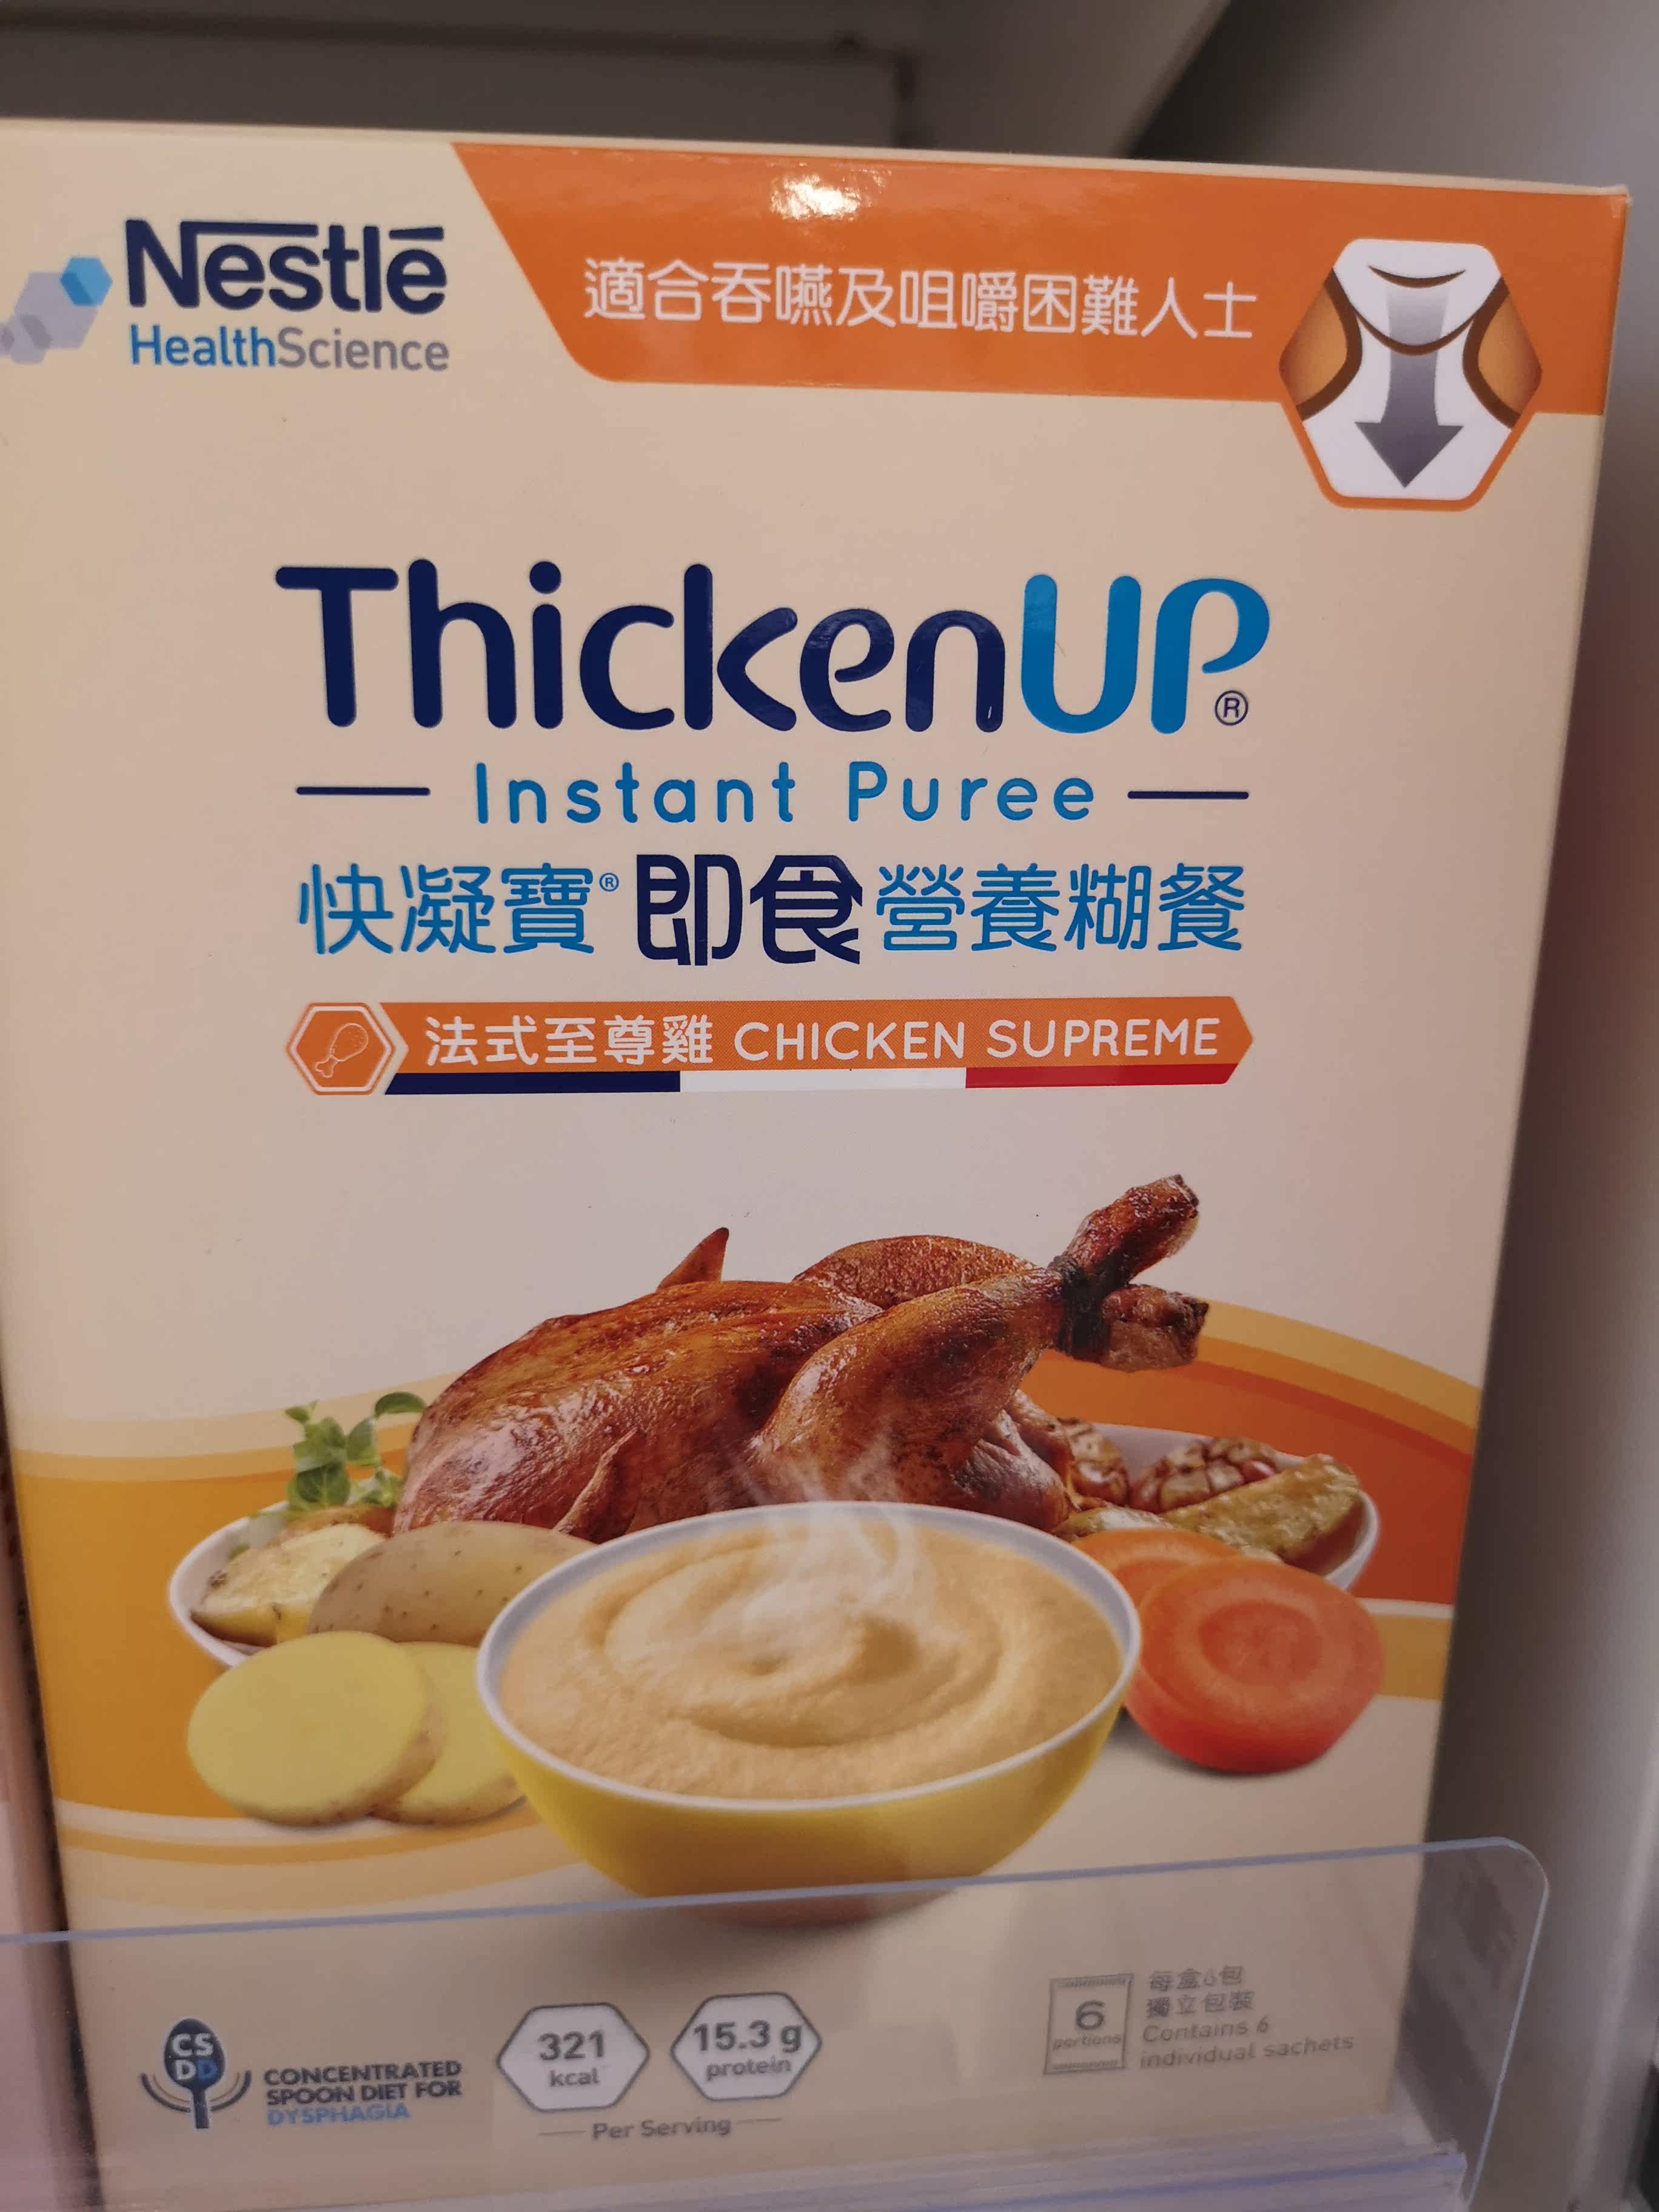 Nestlé
HealthScience
適合吞嚥及咀嚼困難人士
ThickenUP®
Instant Puree
快凝寶®即食營養糊餐
法式至尊雞 CHICKEN SUPREME
CSDD
CONCENTRATED
SPOON DIET FOR
DYSPHAGIA
321
kcal
15.3 g
protein
Per Serving
6
portions
每盒6包
獨立包裝
Contains 6
individual sachets